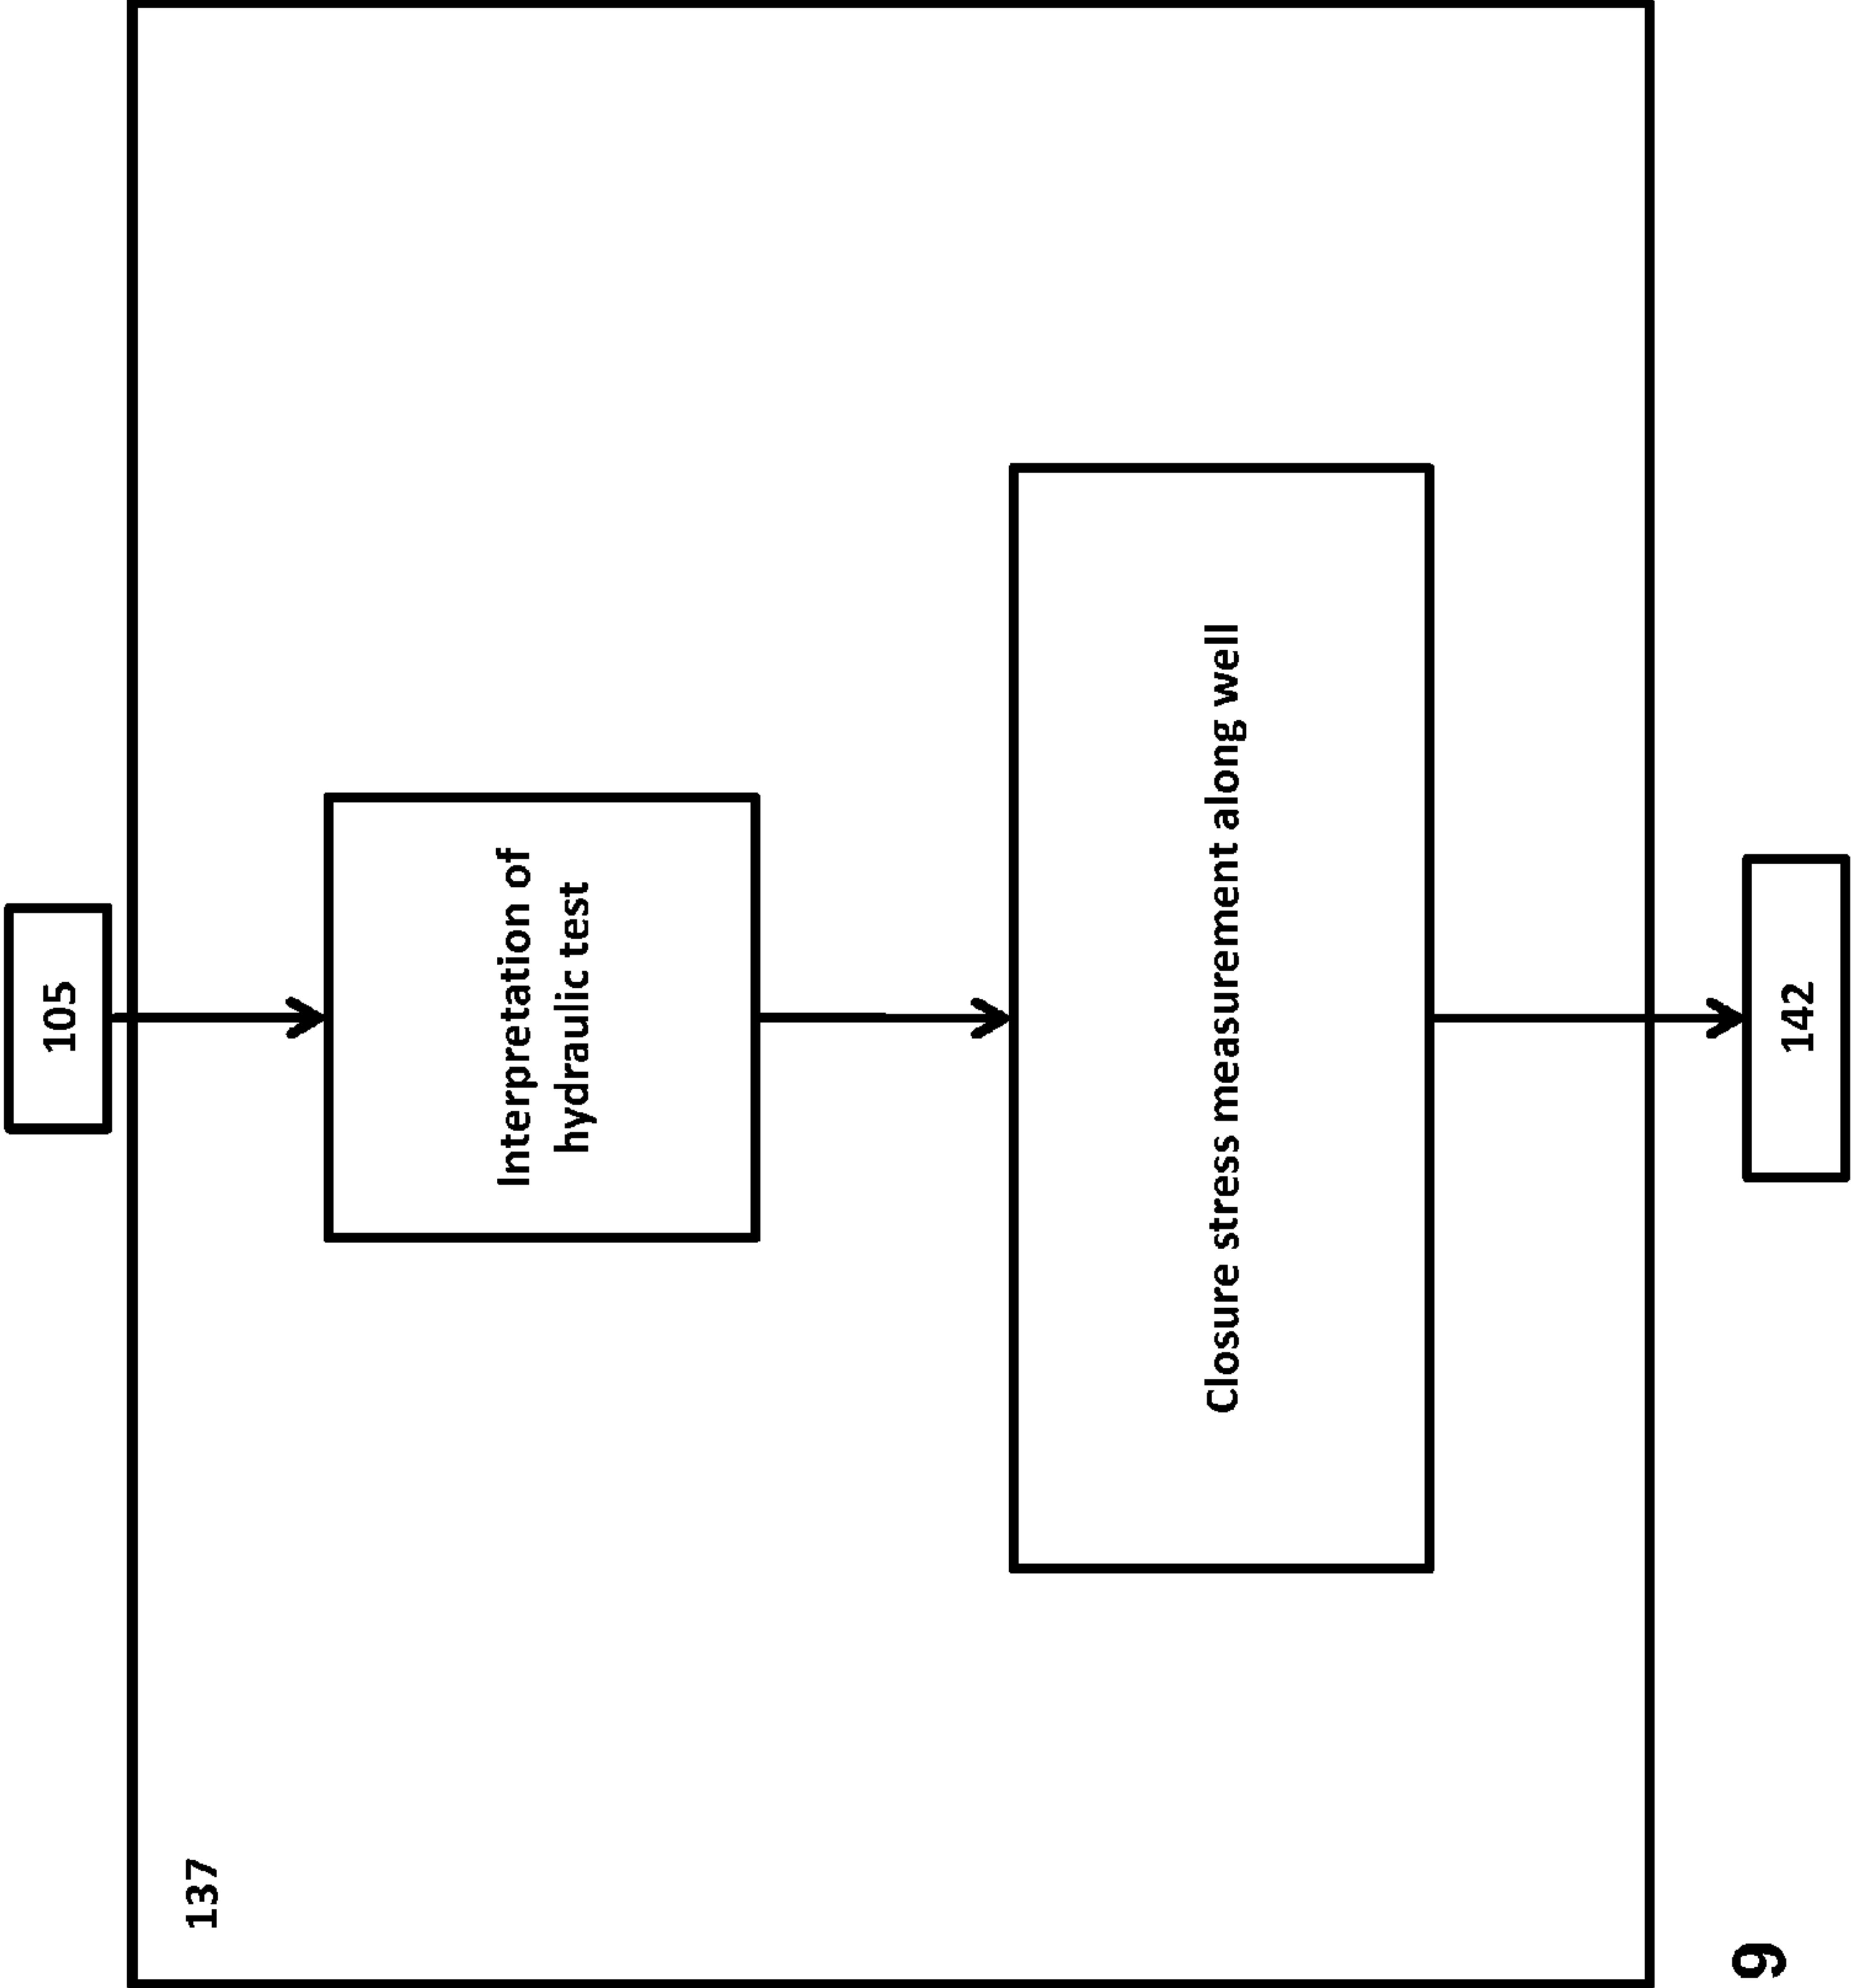 105
137
Interpretation of
hydraulic test
Closure stress measurement along well
142
9